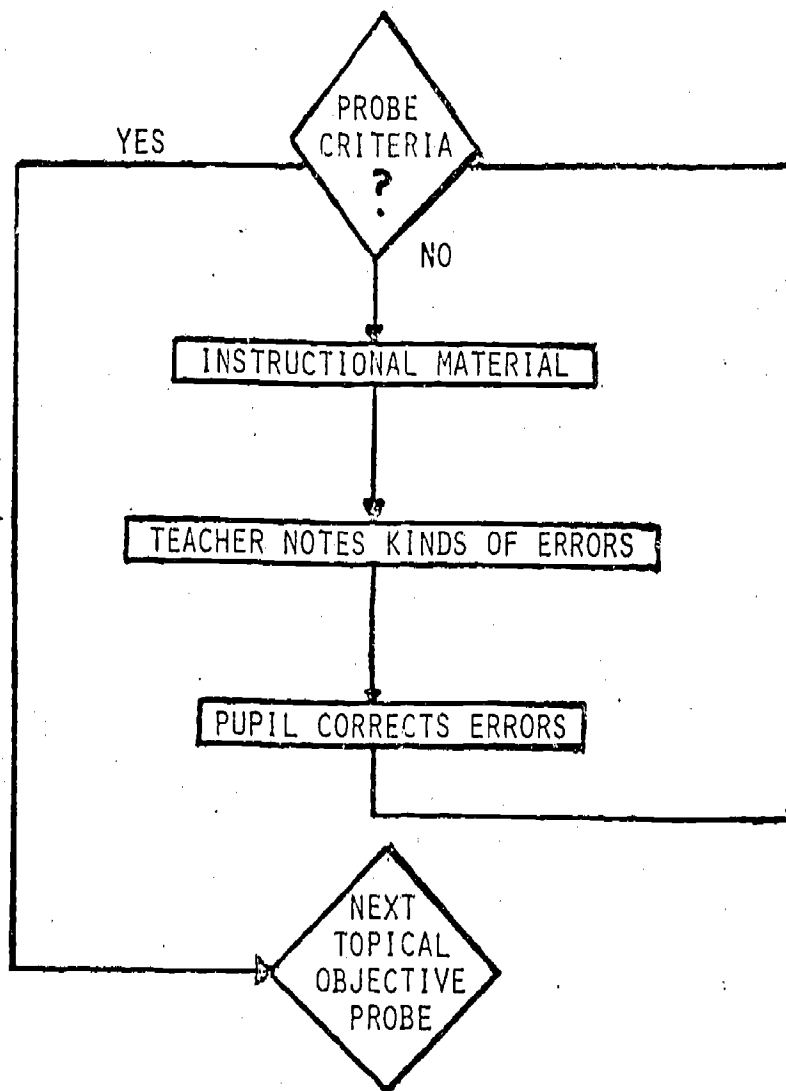 PROBE
CRITERIA
?
YES
NO
INSTRUCTIONAL MATERIAL
TEACHER NOTES KINDS OF ERRORS
PUPIL CORRECTS ERRORS
NEXT
TOPICAL
OBJECTIVE
PROBE